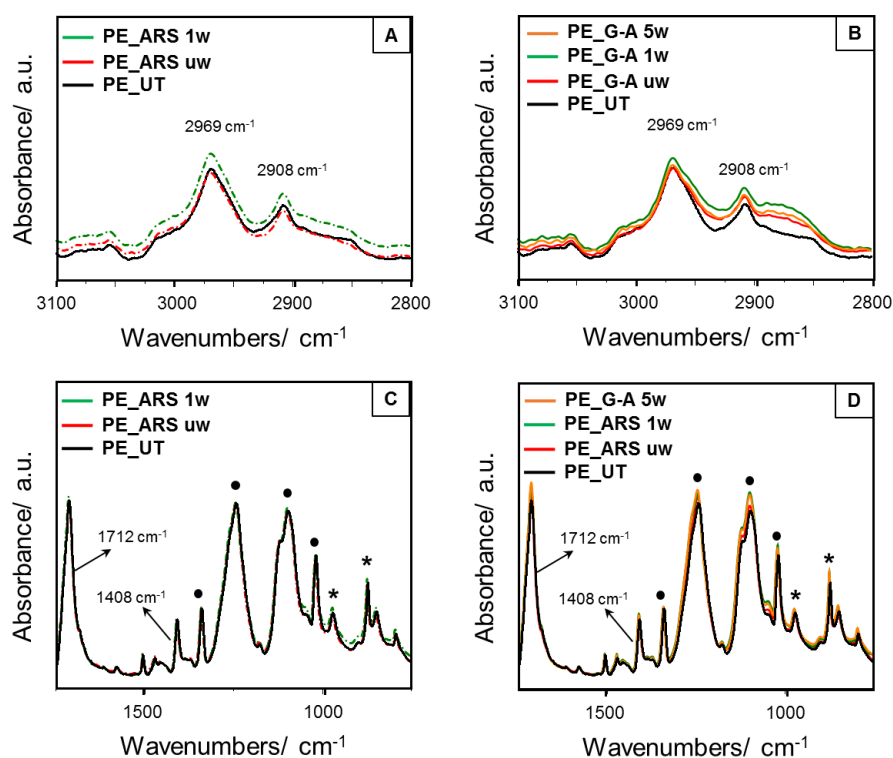 PE_ARS 1w
PE_ARS uw
PE_UT
A
2969 cm⁻¹
2908 cm⁻¹
Absorbance/ a.u.
3100 3000 2900 2800
Wavenumbers/ cm⁻¹
PE_G-A 5w
PE_G-A 1w
PE_G-A uw
PE_UT
B
2969 cm⁻¹
2908 cm⁻¹
Absorbance/ a.u.
3100 3000 2900 2800
Wavenumbers/ cm⁻¹
PE_ARS 1w
PE_ARS uw
PE_UT
C
1712 cm⁻¹
1408 cm⁻¹
* *
Absorbance/ a.u.
1500 1000
Wavenumbers/ cm⁻¹
PE_G-A 5w
PE_ARS 1w
PE_ARS uw
PE_UT
D
1712 cm⁻¹
1408 cm⁻¹
* *
Absorbance/ a.u.
1500 1000
Wavenumbers/ cm⁻¹